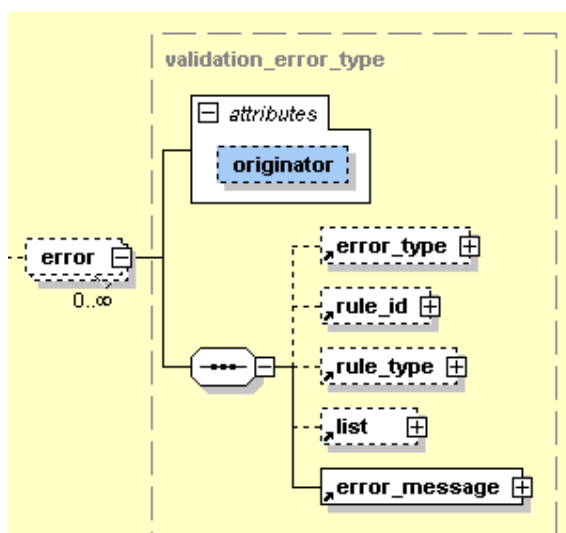 validation_error_type
attributes
originator
error
0..∞
error_type
rule_id
rule_type
list
error_message